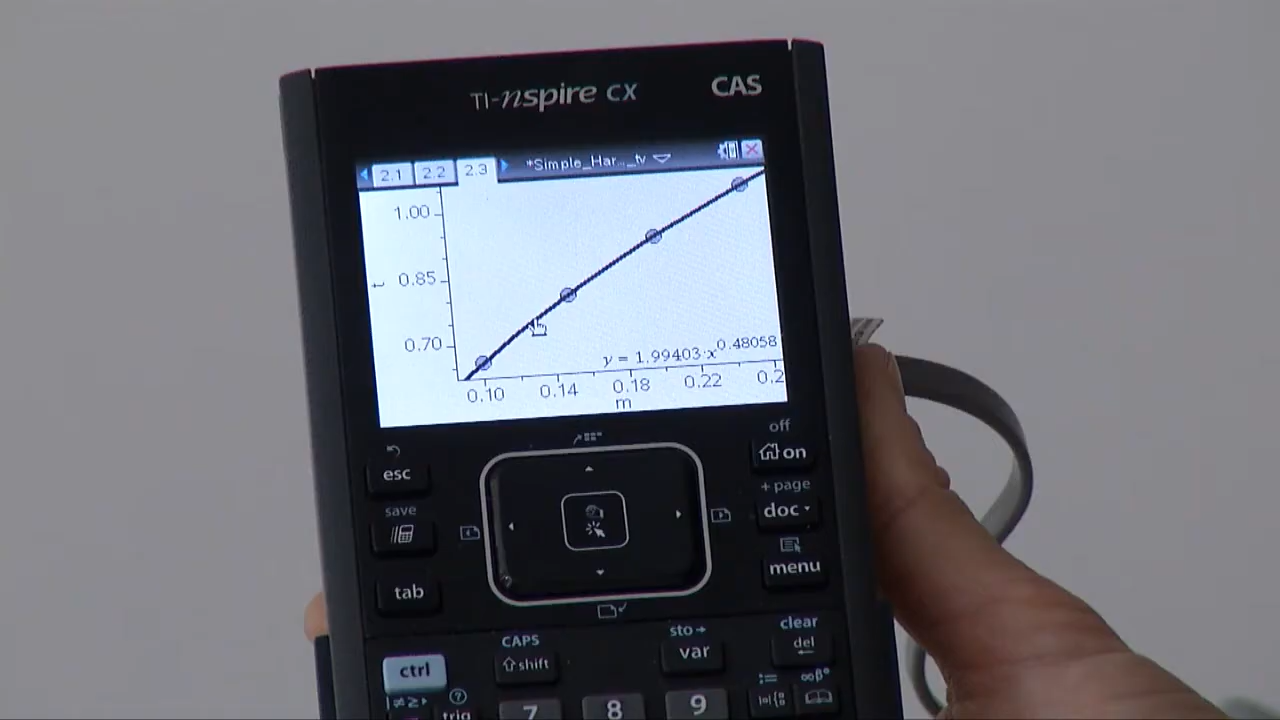 TI-nspire CX CAS
2.1 2.2 2.3 *Simple_Har..._tv
1.00
0.85
t
0.70
y = 1.99403·x^0.48058
0.10 0.14 0.18 0.22 0.2
m
off
esc
on
save
+ page
doc
tab
menu
CAPS
sto→
clear
ctrl
shift
var
del
|≠≥▸
?
:=
∞β°
trig
7
8
9
|□|{